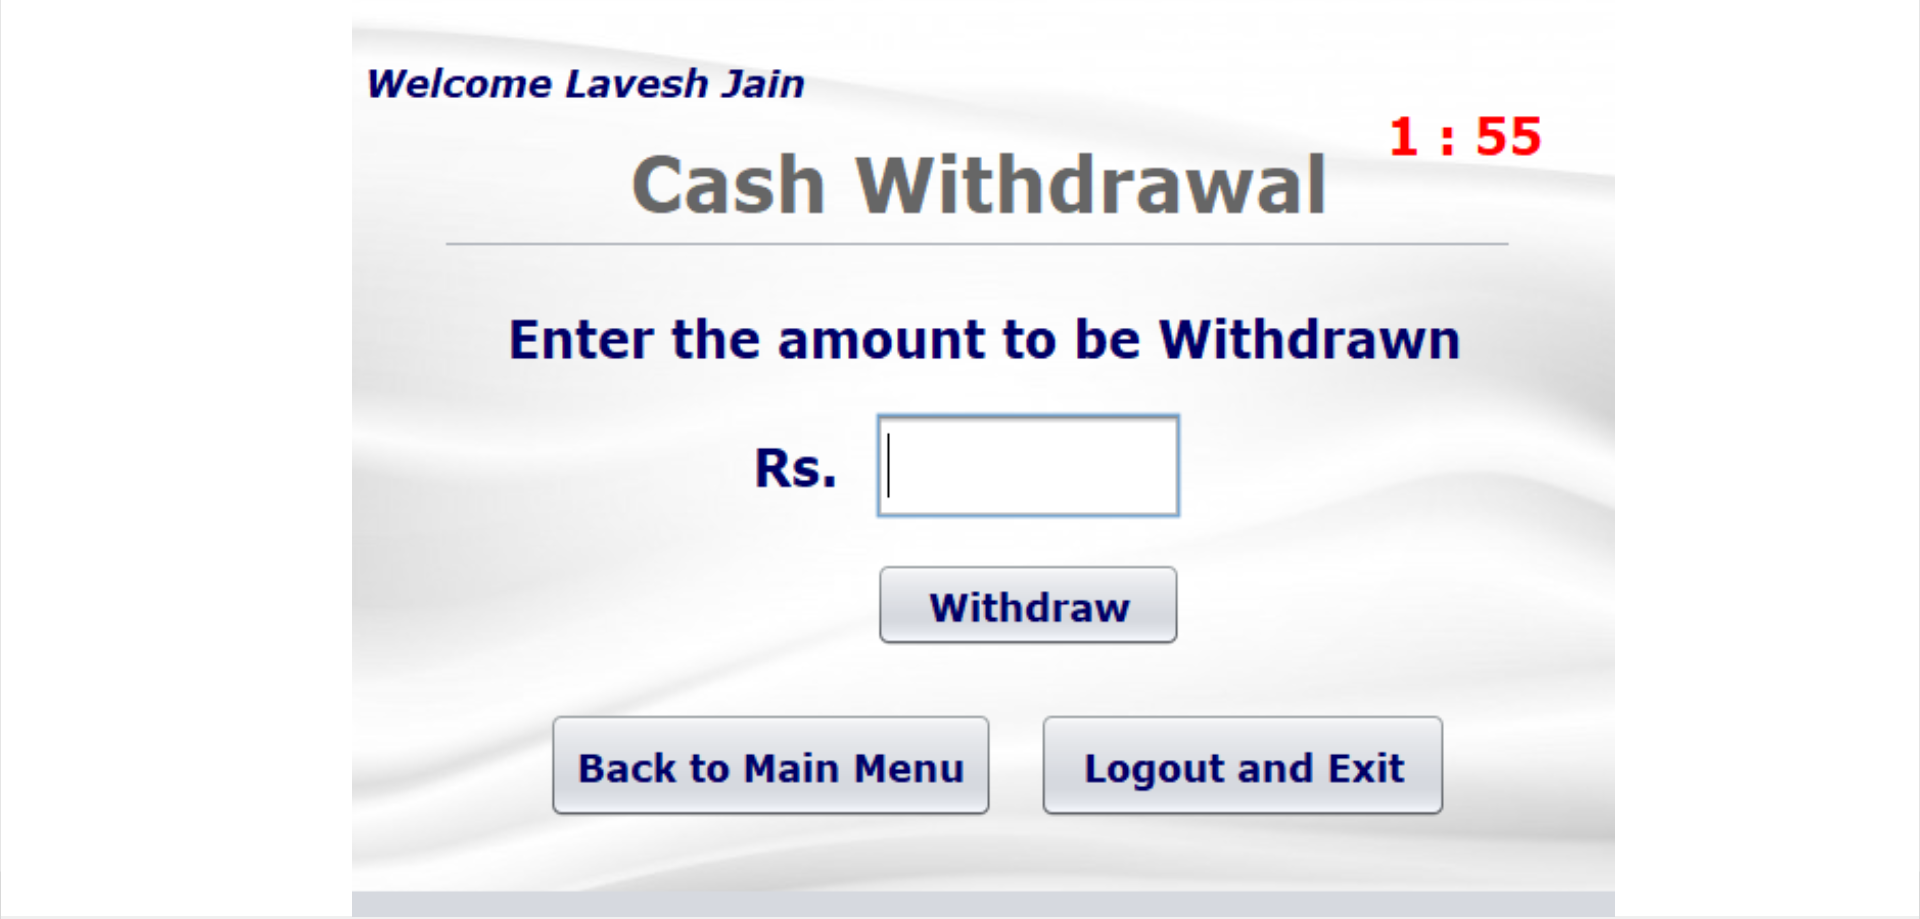 Welcome Lavesh Jain
1 : 55
Cash Withdrawal
Enter the amount to be Withdrawn
Rs.
Withdraw
Back to Main Menu
Logout and Exit